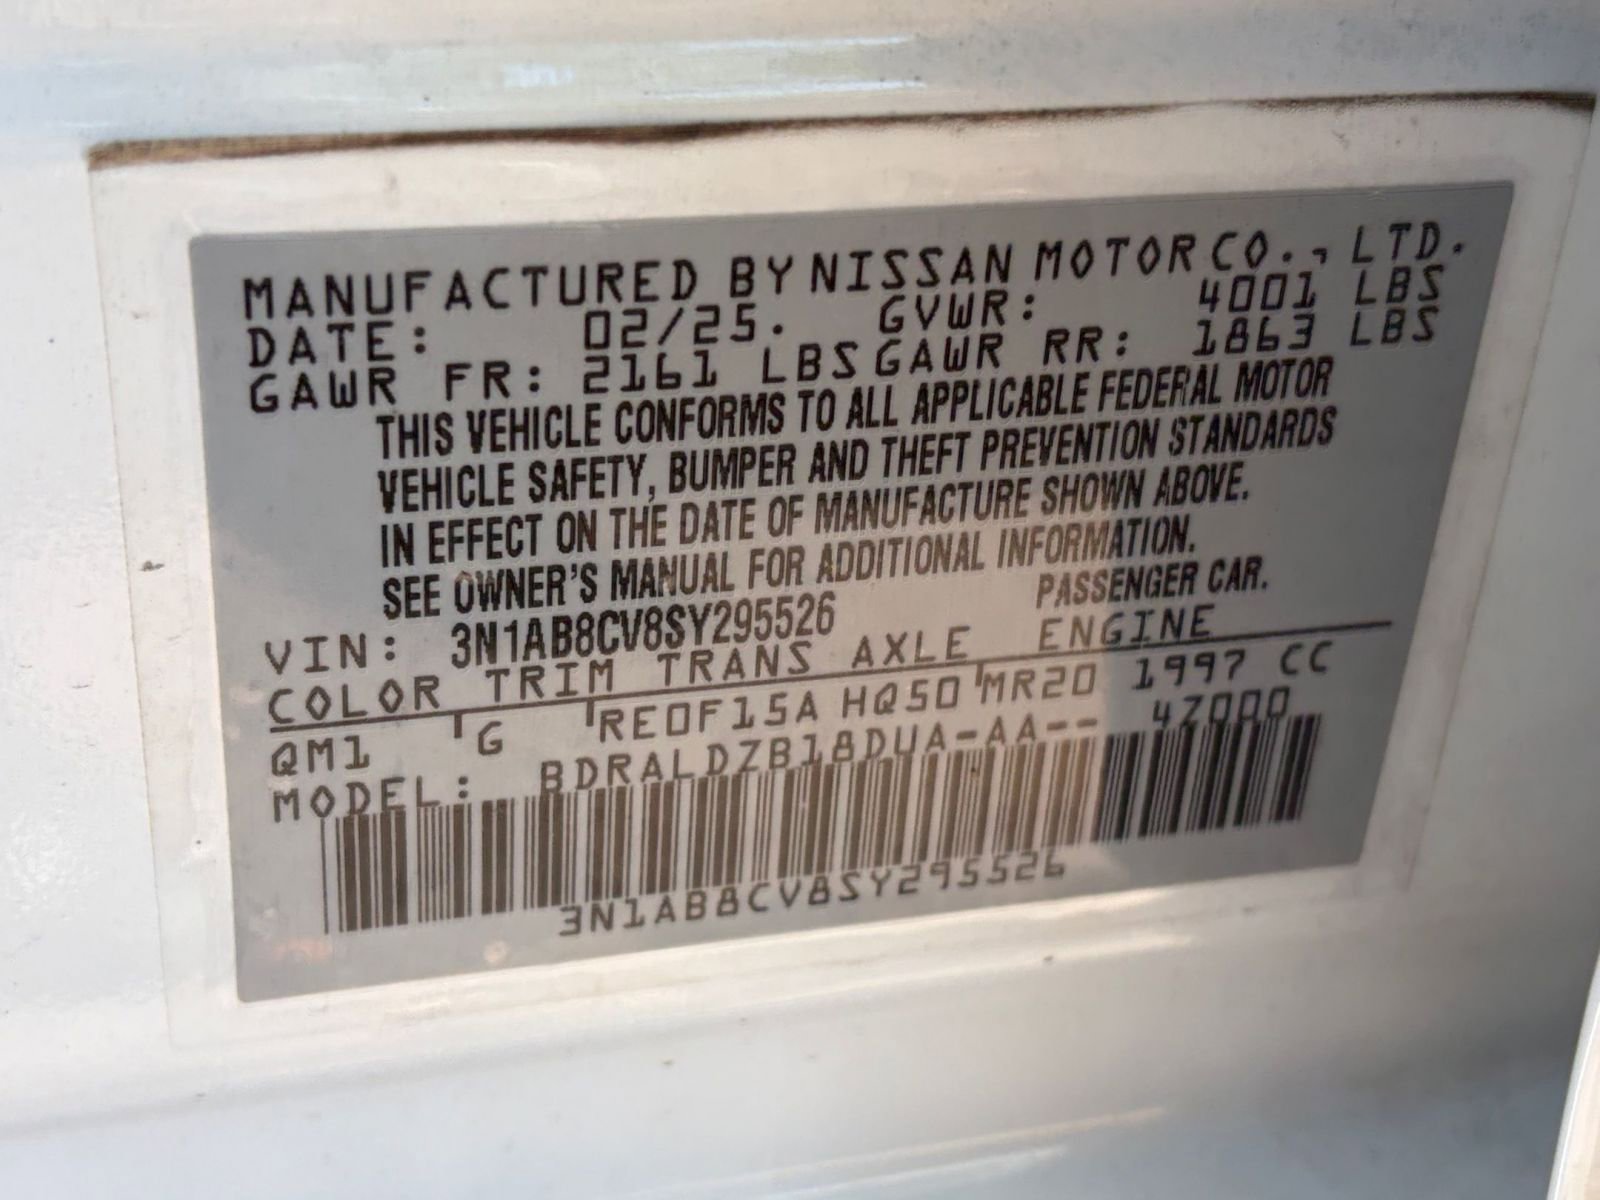 MANUFACTURED BY NISSAN MOTOR CO., LTD.
DATE: 02/25. GVWR: 4001 LBS
GAWR FR: 2161 LBS GAWR RR: 1863 LBS
THIS VEHICLE CONFORMS TO ALL APPLICABLE FEDERAL MOTOR
VEHICLE SAFETY, BUMPER AND THEFT PREVENTION STANDARDS
IN EFFECT ON THE DATE OF MANUFACTURE SHOWN ABOVE.
SEE OWNER'S MANUAL FOR ADDITIONAL INFORMATION.
VIN: 3N1AB8CV8SY295526 PASSENGER CAR.
COLOR TRIM TRANS AXLE ENGINE
QM1 G RE0F15A HQ50 MR20 1997 CC
MODEL: BDRALDZB18DUA-AA-- 4Z000
3N1AB8CV8SY295526